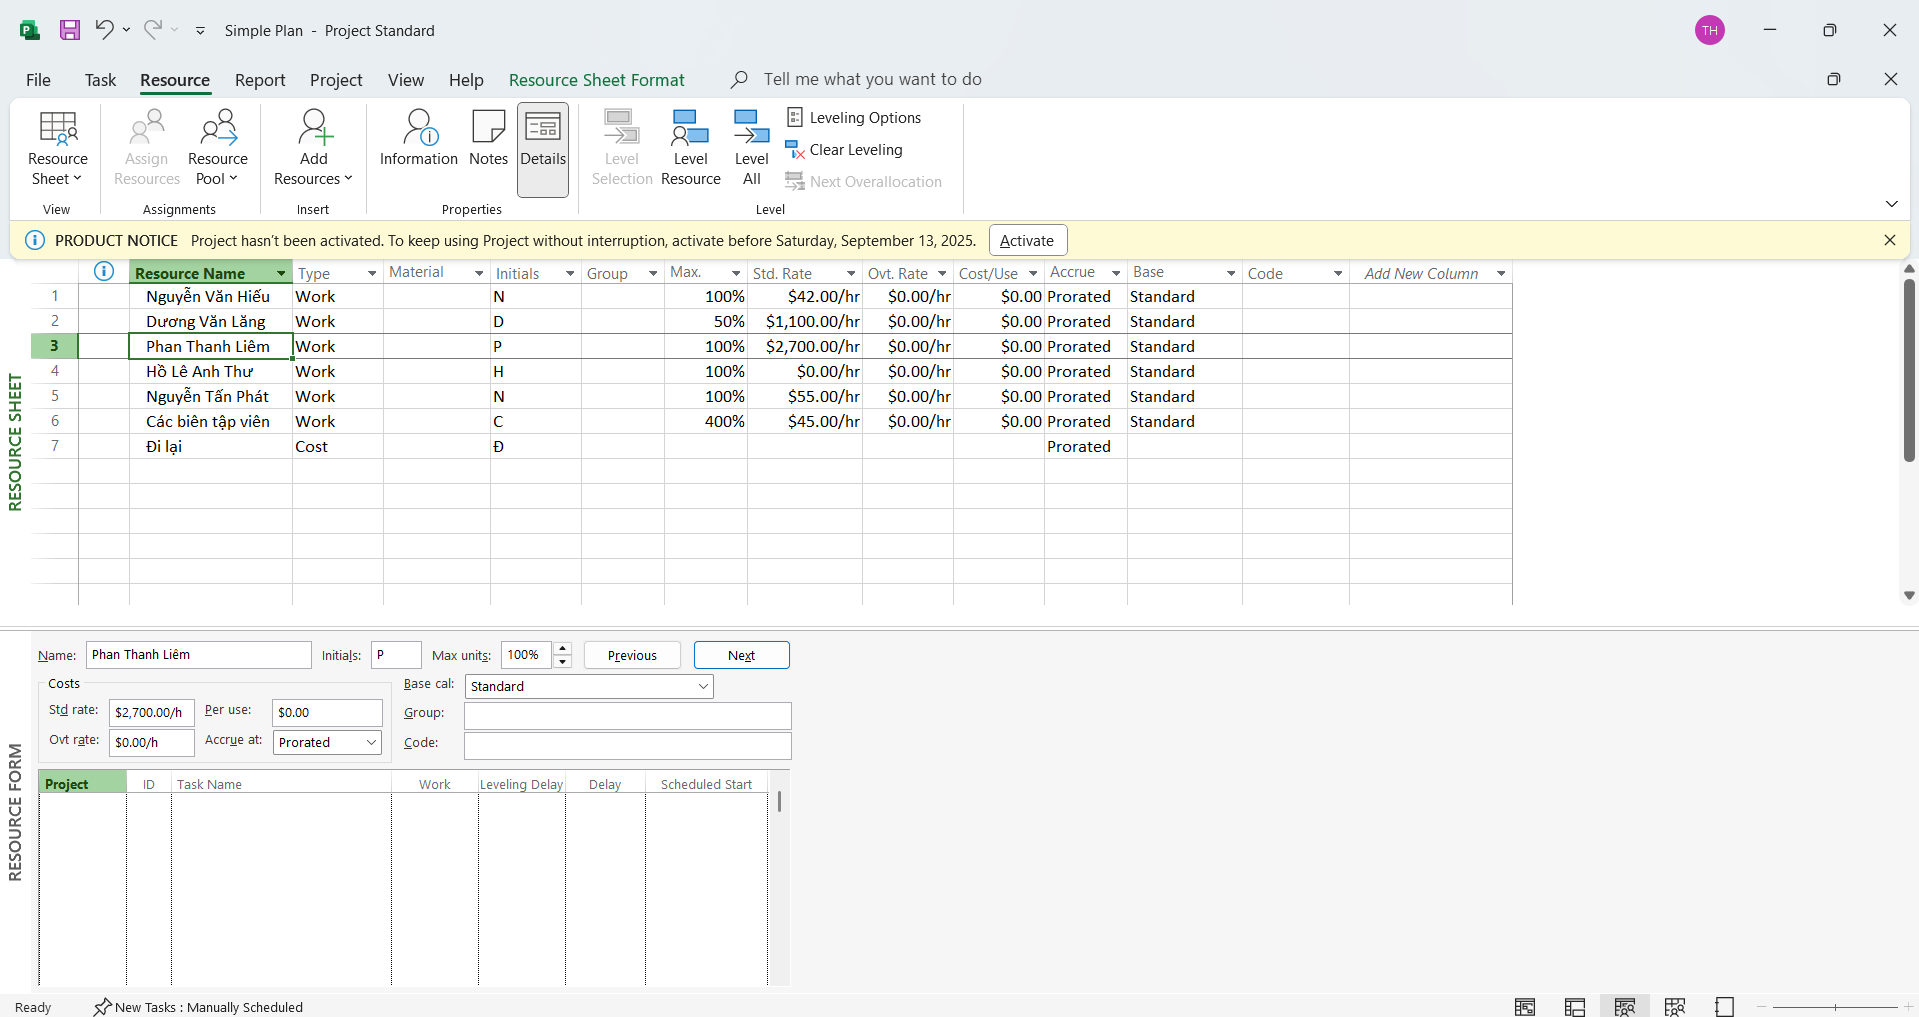 Simple Plan - Project Standard
TH
File Task Resource Report Project View Help Resource Sheet Format Tell me what you want to do
Resource Sheet
Assign Resources
Resource Pool
Add Resources
Information
Notes
Details
Level Selection
Level Resource
Level All
Leveling Options
Clear Leveling
Next Overallocation
View Assignments Insert Properties Level
PRODUCT NOTICE Project hasn't been activated. To keep using Project without interruption, activate before Saturday, September 13, 2025. Activate
Resource Name Type Material Initials Group Max. Std. Rate Ovt. Rate Cost/Use Accrue Base Code Add New Column
1 Nguyễn Văn Hiếu Work N 100% $42.00/hr $0.00/hr $0.00 Prorated Standard
2 Dương Văn Lăng Work D 50% $1,100.00/hr $0.00/hr $0.00 Prorated Standard
3 Phan Thanh Liêm Work P 100% $2,700.00/hr $0.00/hr $0.00 Prorated Standard
4 Hồ Lê Anh Thư Work H 100% $0.00/hr $0.00/hr $0.00 Prorated Standard
5 Nguyễn Tấn Phát Work N 100% $55.00/hr $0.00/hr $0.00 Prorated Standard
6 Các biên tập viên Work C 400% $45.00/hr $0.00/hr $0.00 Prorated Standard
7 Đi lại Cost Đ Prorated
RESOURCE SHEET
Name: Phan Thanh Liêm Initials: P Max units: 100% Previous Next
Costs Base cal: Standard
Std rate: $2,700.00/h Per use: $0.00 Group:
Ovt rate: $0.00/h Accrue at: Prorated Code:
Project ID Task Name Work Leveling Delay Delay Scheduled Start
RESOURCE FORM
Ready New Tasks : Manually Scheduled